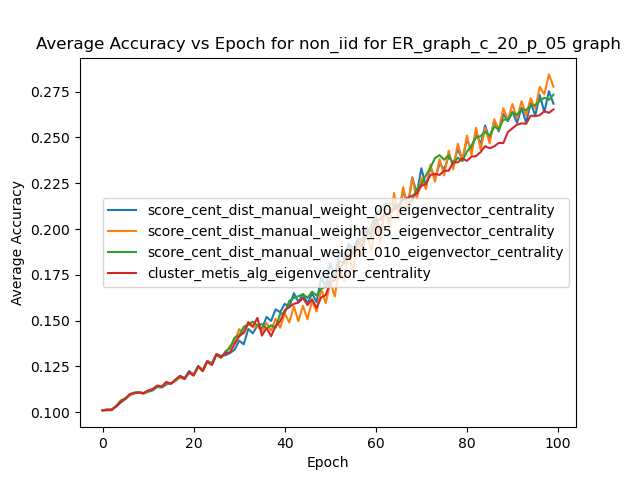 Average Accuracy vs Epoch for non_iid for ER_graph_c_20_p_05 graph
0.275
0.250
0.225
0.200
0.175
0.150
0.125
0.100
Average Accuracy
score_cent_dist_manual_weight_00_eigenvector_centrality
score_cent_dist_manual_weight_05_eigenvector_centrality
score_cent_dist_manual_weight_010_eigenvector_centrality
cluster_metis_alg_eigenvector_centrality
0 20 40 60 80 100
Epoch